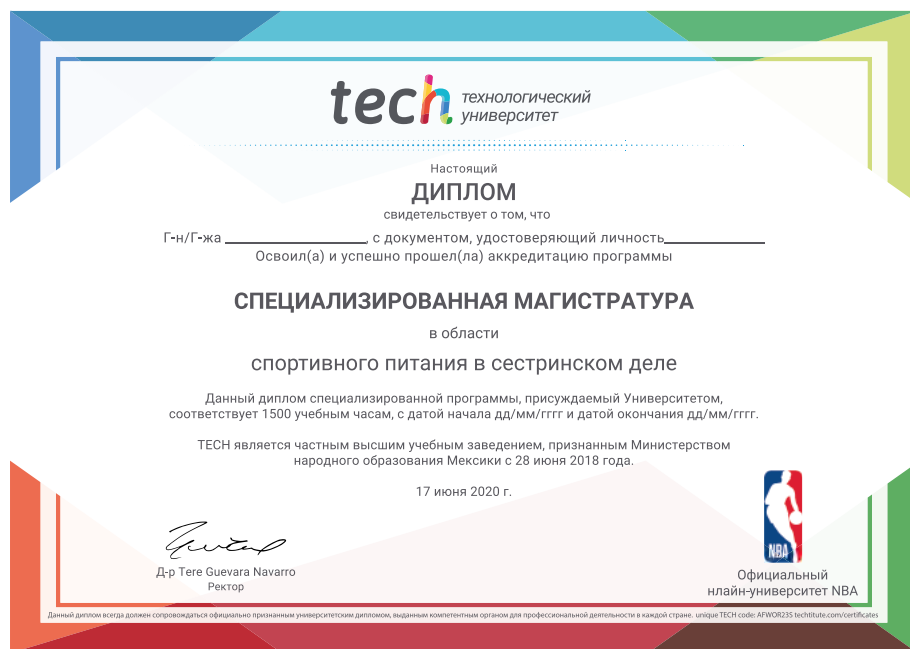 tech технологический
университет
Настоящий
ДИПЛОМ
свидетельствует о том, что
Г-н/Г-жа ____________________, с документом, удостоверяющий личность______________
Освоил(а) и успешно прошел(ла) аккредитацию программы
СПЕЦИАЛИЗИРОВАННАЯ МАГИСТРАТУРА
в области
спортивного питания в сестринском деле
Данный диплом специализированной программы, присуждаемый Университетом,
соответствует 1500 учебным часам, с датой начала дд/мм/гггг и датой окончания дд/мм/гггг.
TECH является частным высшим учебным заведением, признанным Министерством
народного образования Мексики с 28 июня 2018 года.
17 июня 2020 г.
Д-р Tere Guevara Navarro
Ректор
NBA
Официальный
нлайн-университет NBA
Данный диплом всегда должен сопровождаться официально признанным университетским дипломом, выданным компетентным органом для профессиональной деятельности в каждой стране. unique TECH code: AFWOR23S techtitute.com/certificates